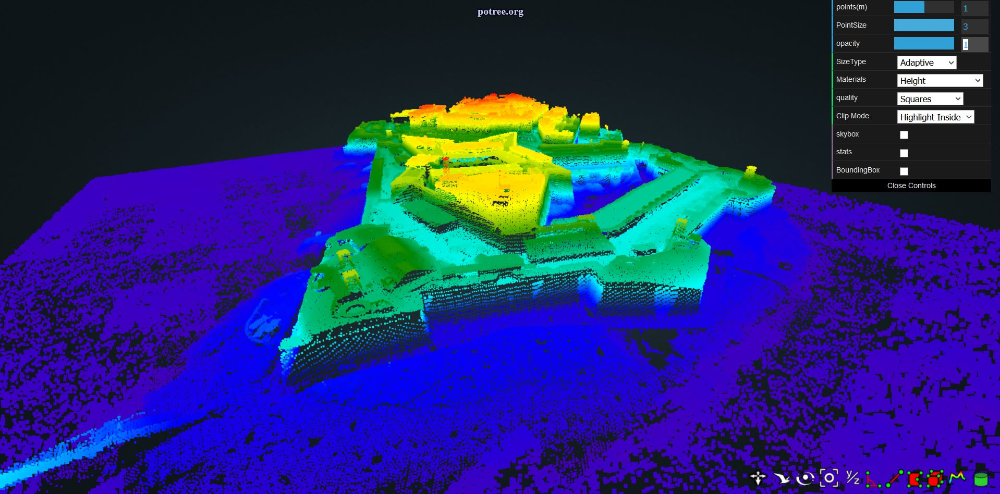 potree.org
points(m) 1
PointSize 3
opacity 1
SizeType Adaptive
Materials Height
quality Squares
Clip Mode Highlight Inside
skybox
stats
BoundingBox
Close Controls
y/z